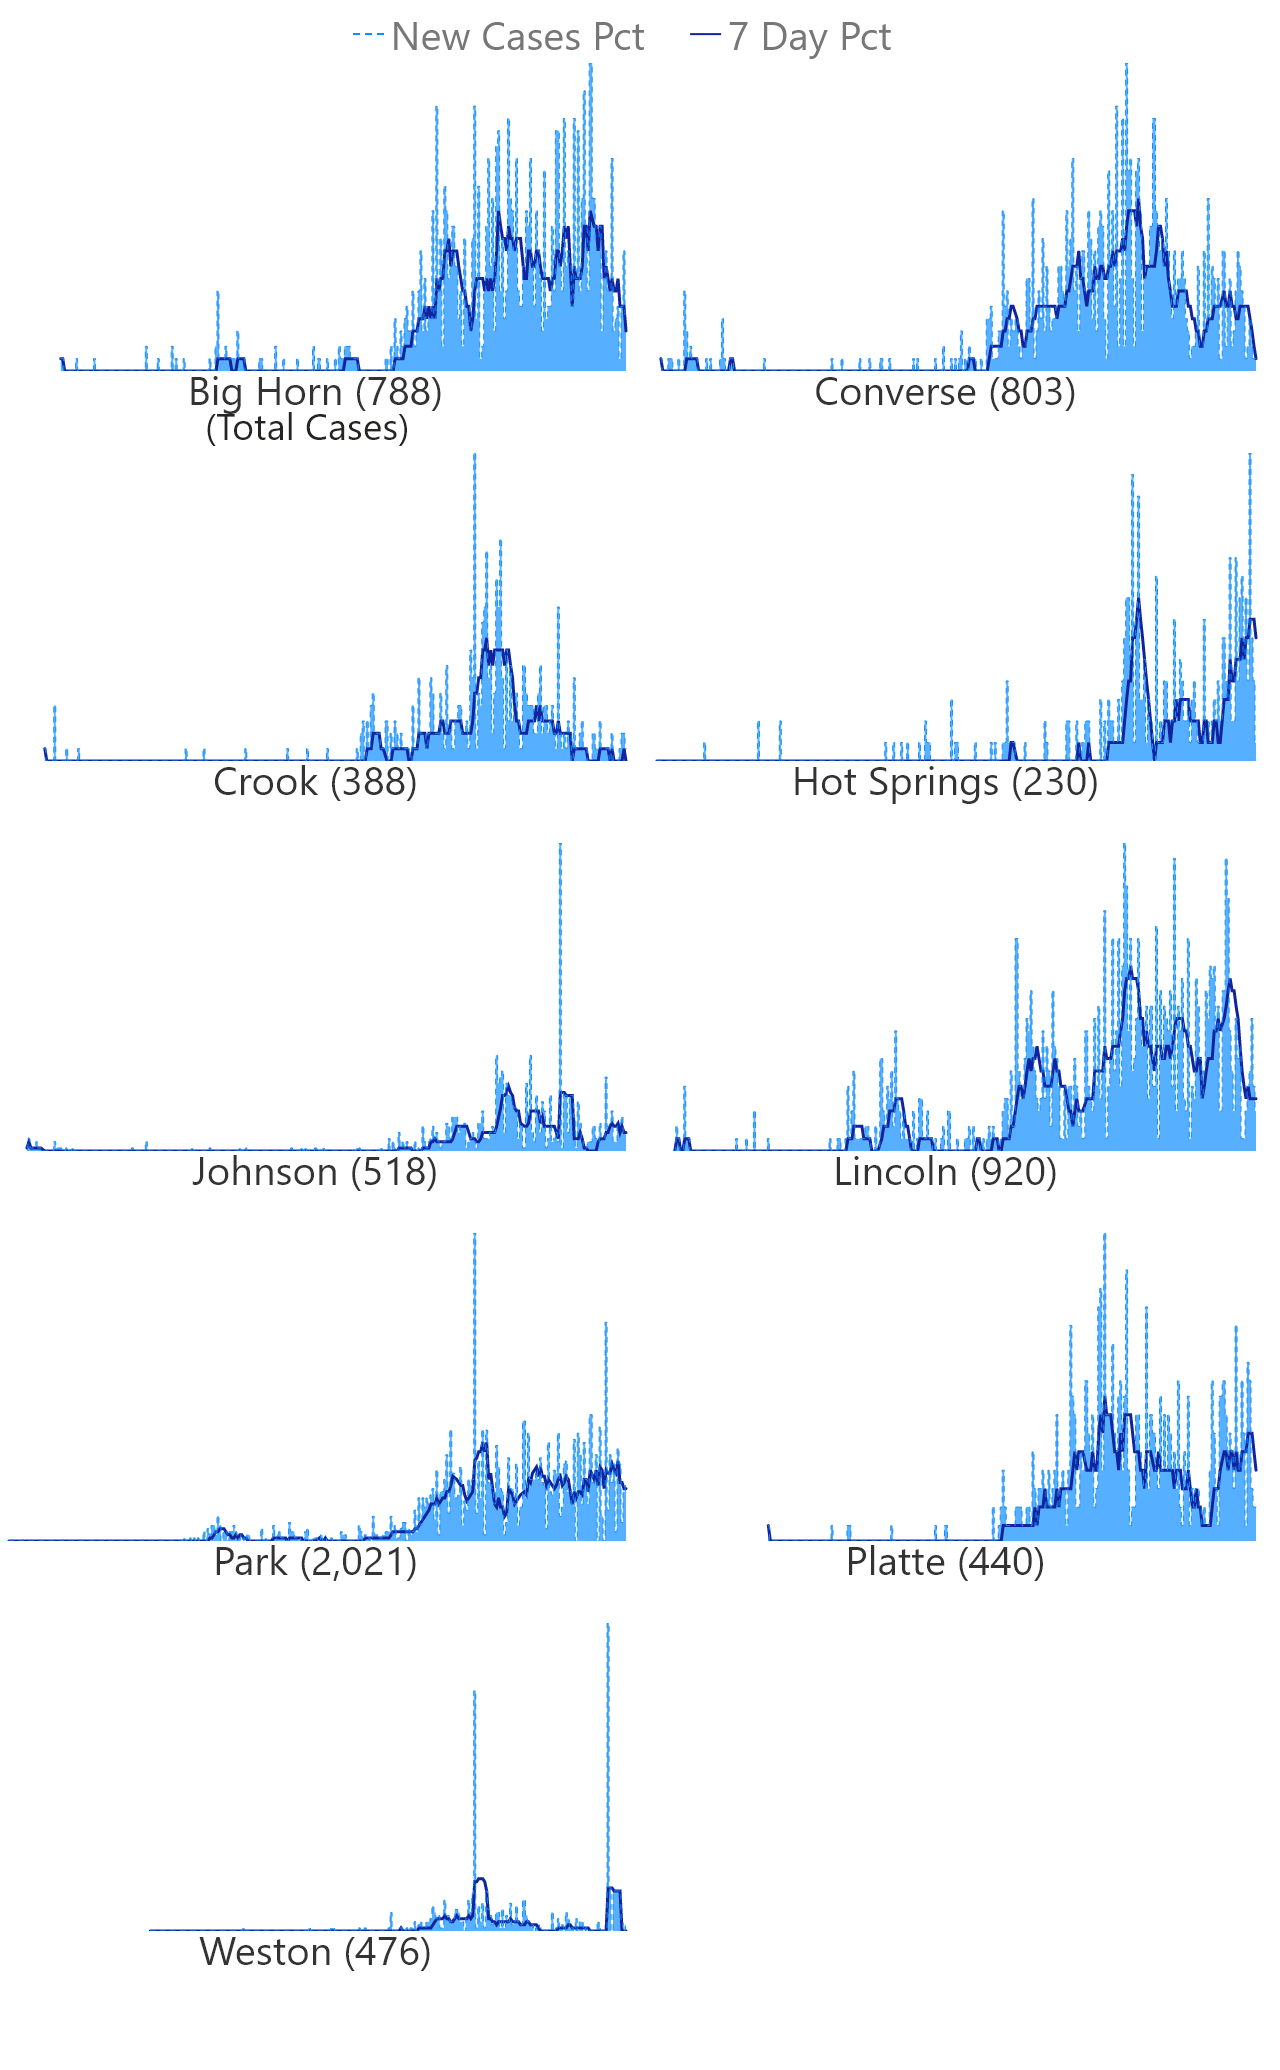 New Cases Pct 7 Day Pct
Big Horn (788) Converse (803)
(Total Cases)
Crook (388) Hot Springs (230)
Johnson (518) Lincoln (920)
Park (2,021) Platte (440)
Weston (476)